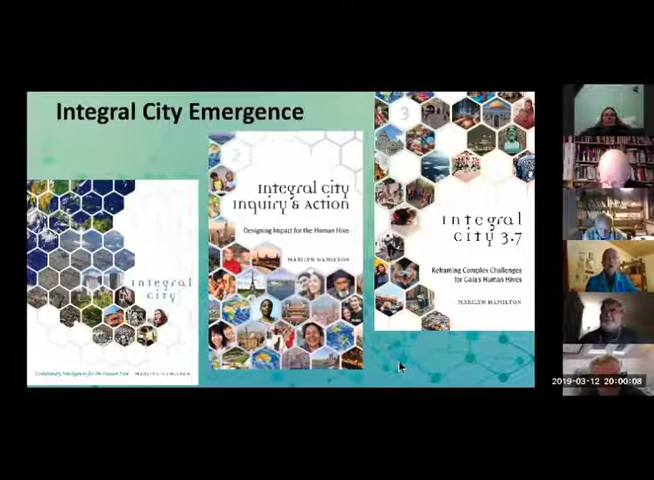 Integral City Emergence
integral
city
Evolutionary Intelligences for the Human Hive MARILYN HAMILTON
2
integral city
inquiry & action
Designing Impact for the Human Hive
MARILYN HAMILTON
3
integral
city 3.7
Reframing Complex Challenges
for Gaia's Human Hives
MARILYN HAMILTON
2019-03-12 20:00:08